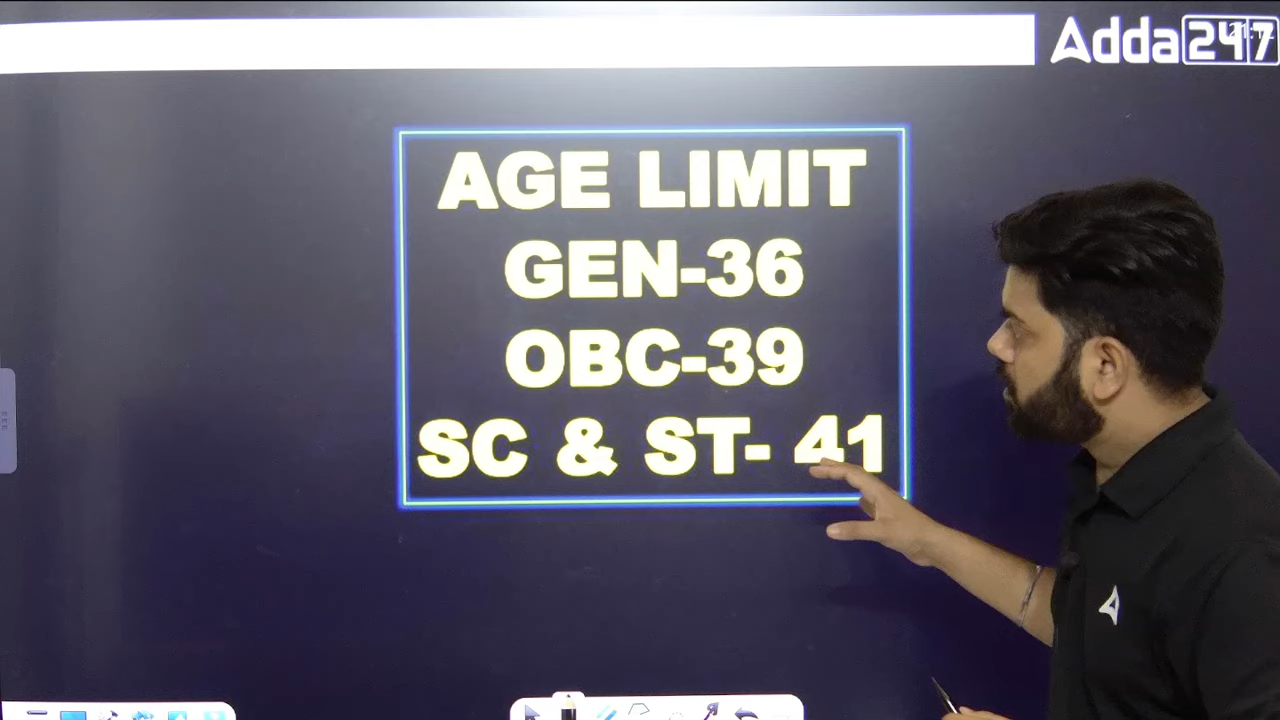 Adda247
AGE LIMIT
GEN-36
OBC-39
SC & ST- 41